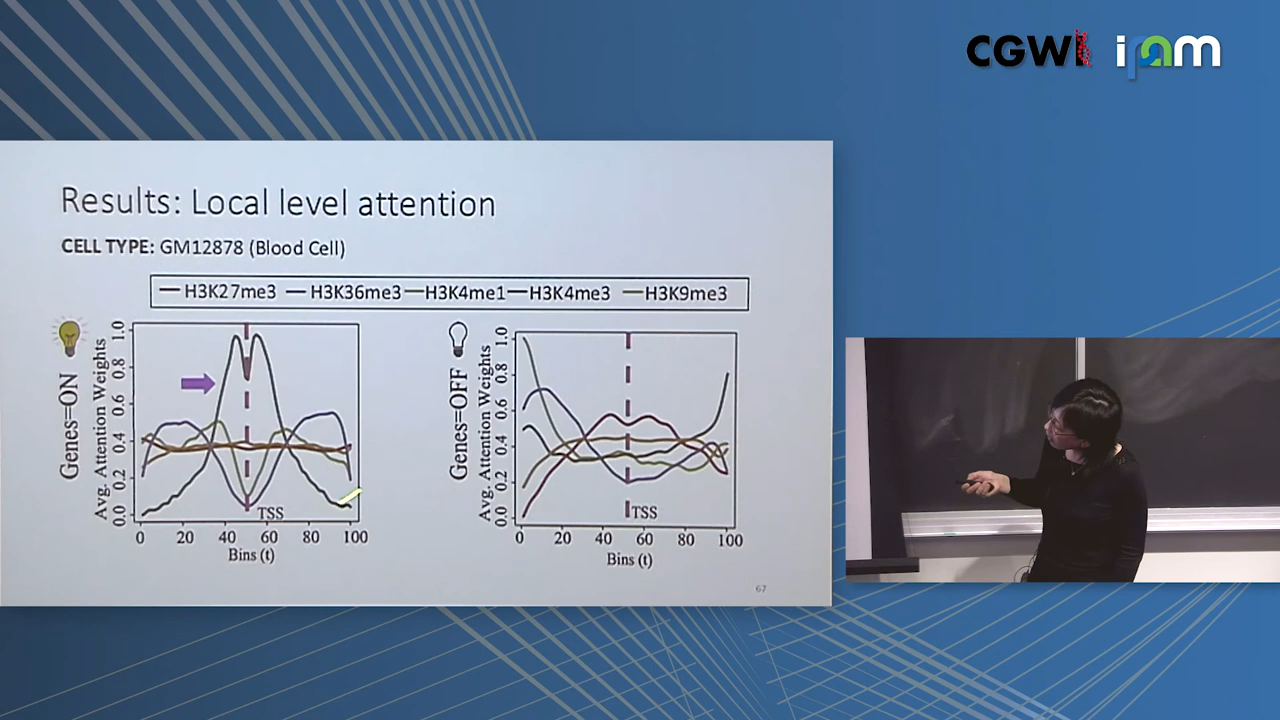 CGWI ipam
Results: Local level attention
CELL TYPE: GM12878 (Blood Cell)
H3K27me3 H3K36me3 H3K4me1 H3K4me3 H3K9me3
Genes=ON
Avg. Attention Weights
0.0 0.2 0.4 0.6 0.8 1.0
TSS
0 20 40 60 80 100
Bins (t)
Genes=OFF
Avg. Attention Weights
0.0 0.2 0.4 0.6 0.8 1.0
TSS
0 20 40 60 80 100
Bins (t)
67